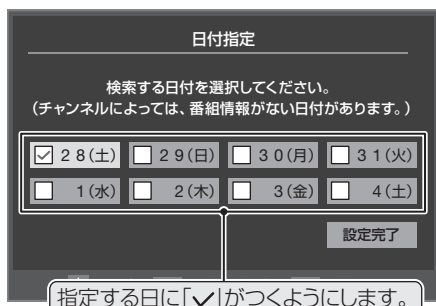 日付指定
検索する日付を選択してください。
(チャンネルによっては、番組情報がない日付があります。)
28(土) 29(日) 30(月) 31(火)
1(水) 2(木) 3(金) 4(土)
設定完了
指定する日に「✓」がつくようにします。